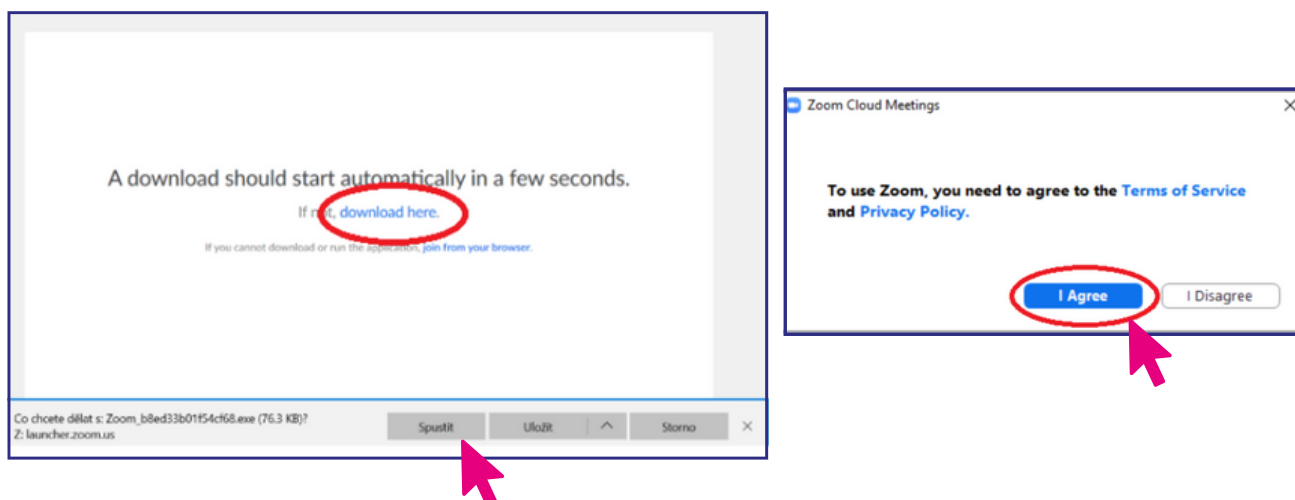 A download should start automatically in a few seconds.
If not, download here.
If you cannot download or run the application, join from your browser.
Co chcete dělat s: Zoom_b8ed33b01f54cf68.exe (76.3 KB)?
Z: launcher.zoom.us
Spustit
Uložit
Storno
Zoom Cloud Meetings
To use Zoom, you need to agree to the Terms of Service
and Privacy Policy.
I Agree
I Disagree